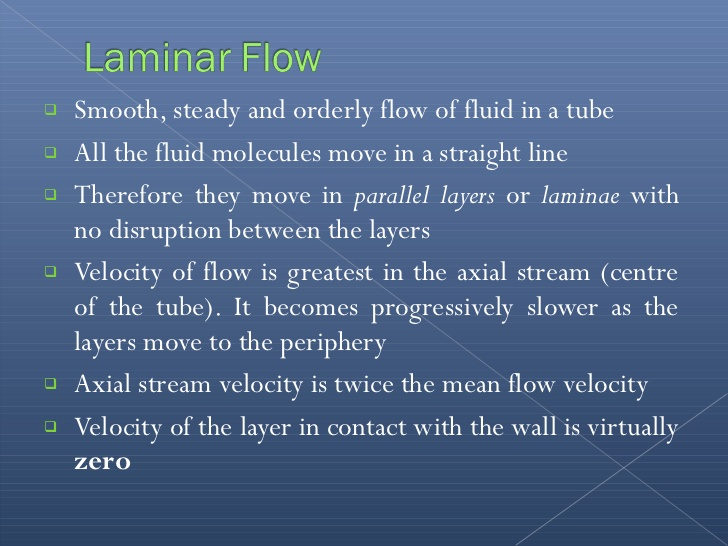 Laminar Flow
Smooth, steady and orderly flow of fluid in a tube
All the fluid molecules move in a straight line
Therefore they move in parallel layers or laminae with
no disruption between the layers
Velocity of flow is greatest in the axial stream (centre
of the tube). It becomes progressively slower as the
layers move to the periphery
Axial stream velocity is twice the mean flow velocity
Velocity of the layer in contact with the wall is virtually
zero